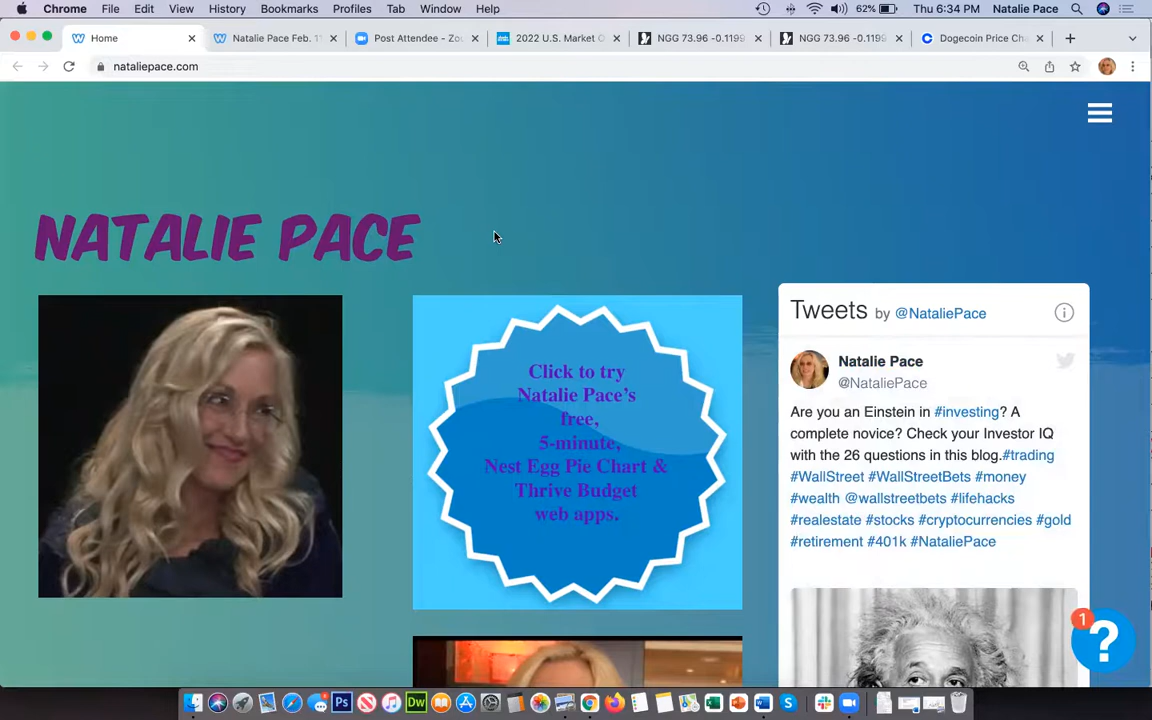 Chrome File Edit View History Bookmarks Profiles Tab Window Help 62% Thu 6:34 PM Natalie Pace
Home Natalie Pace Feb. 1 Post Attendee - Zo 2022 U.S. Market O NGG 73.96 -0.1199 NGG 73.96 -0.1199 Dogecoin Price Ch
nataliepace.com
NATALIE PACE
Click to try
Natalie Pace's
free,
5-minute,
Nest Egg Pie Chart &
Thrive Budget
web apps.
Tweets by @NataliePace
Natalie Pace
@NataliePace
Are you an Einstein in #investing? A
complete novice? Check your Investor IQ
with the 26 questions in this blog.#trading
#WallStreet #WallStreetBets #money
#wealth @wallstreetbets #lifehacks
#realestate #stocks #cryptocurrencies #gold
#retirement #401k #NataliePace
1
?
Ps
Dw